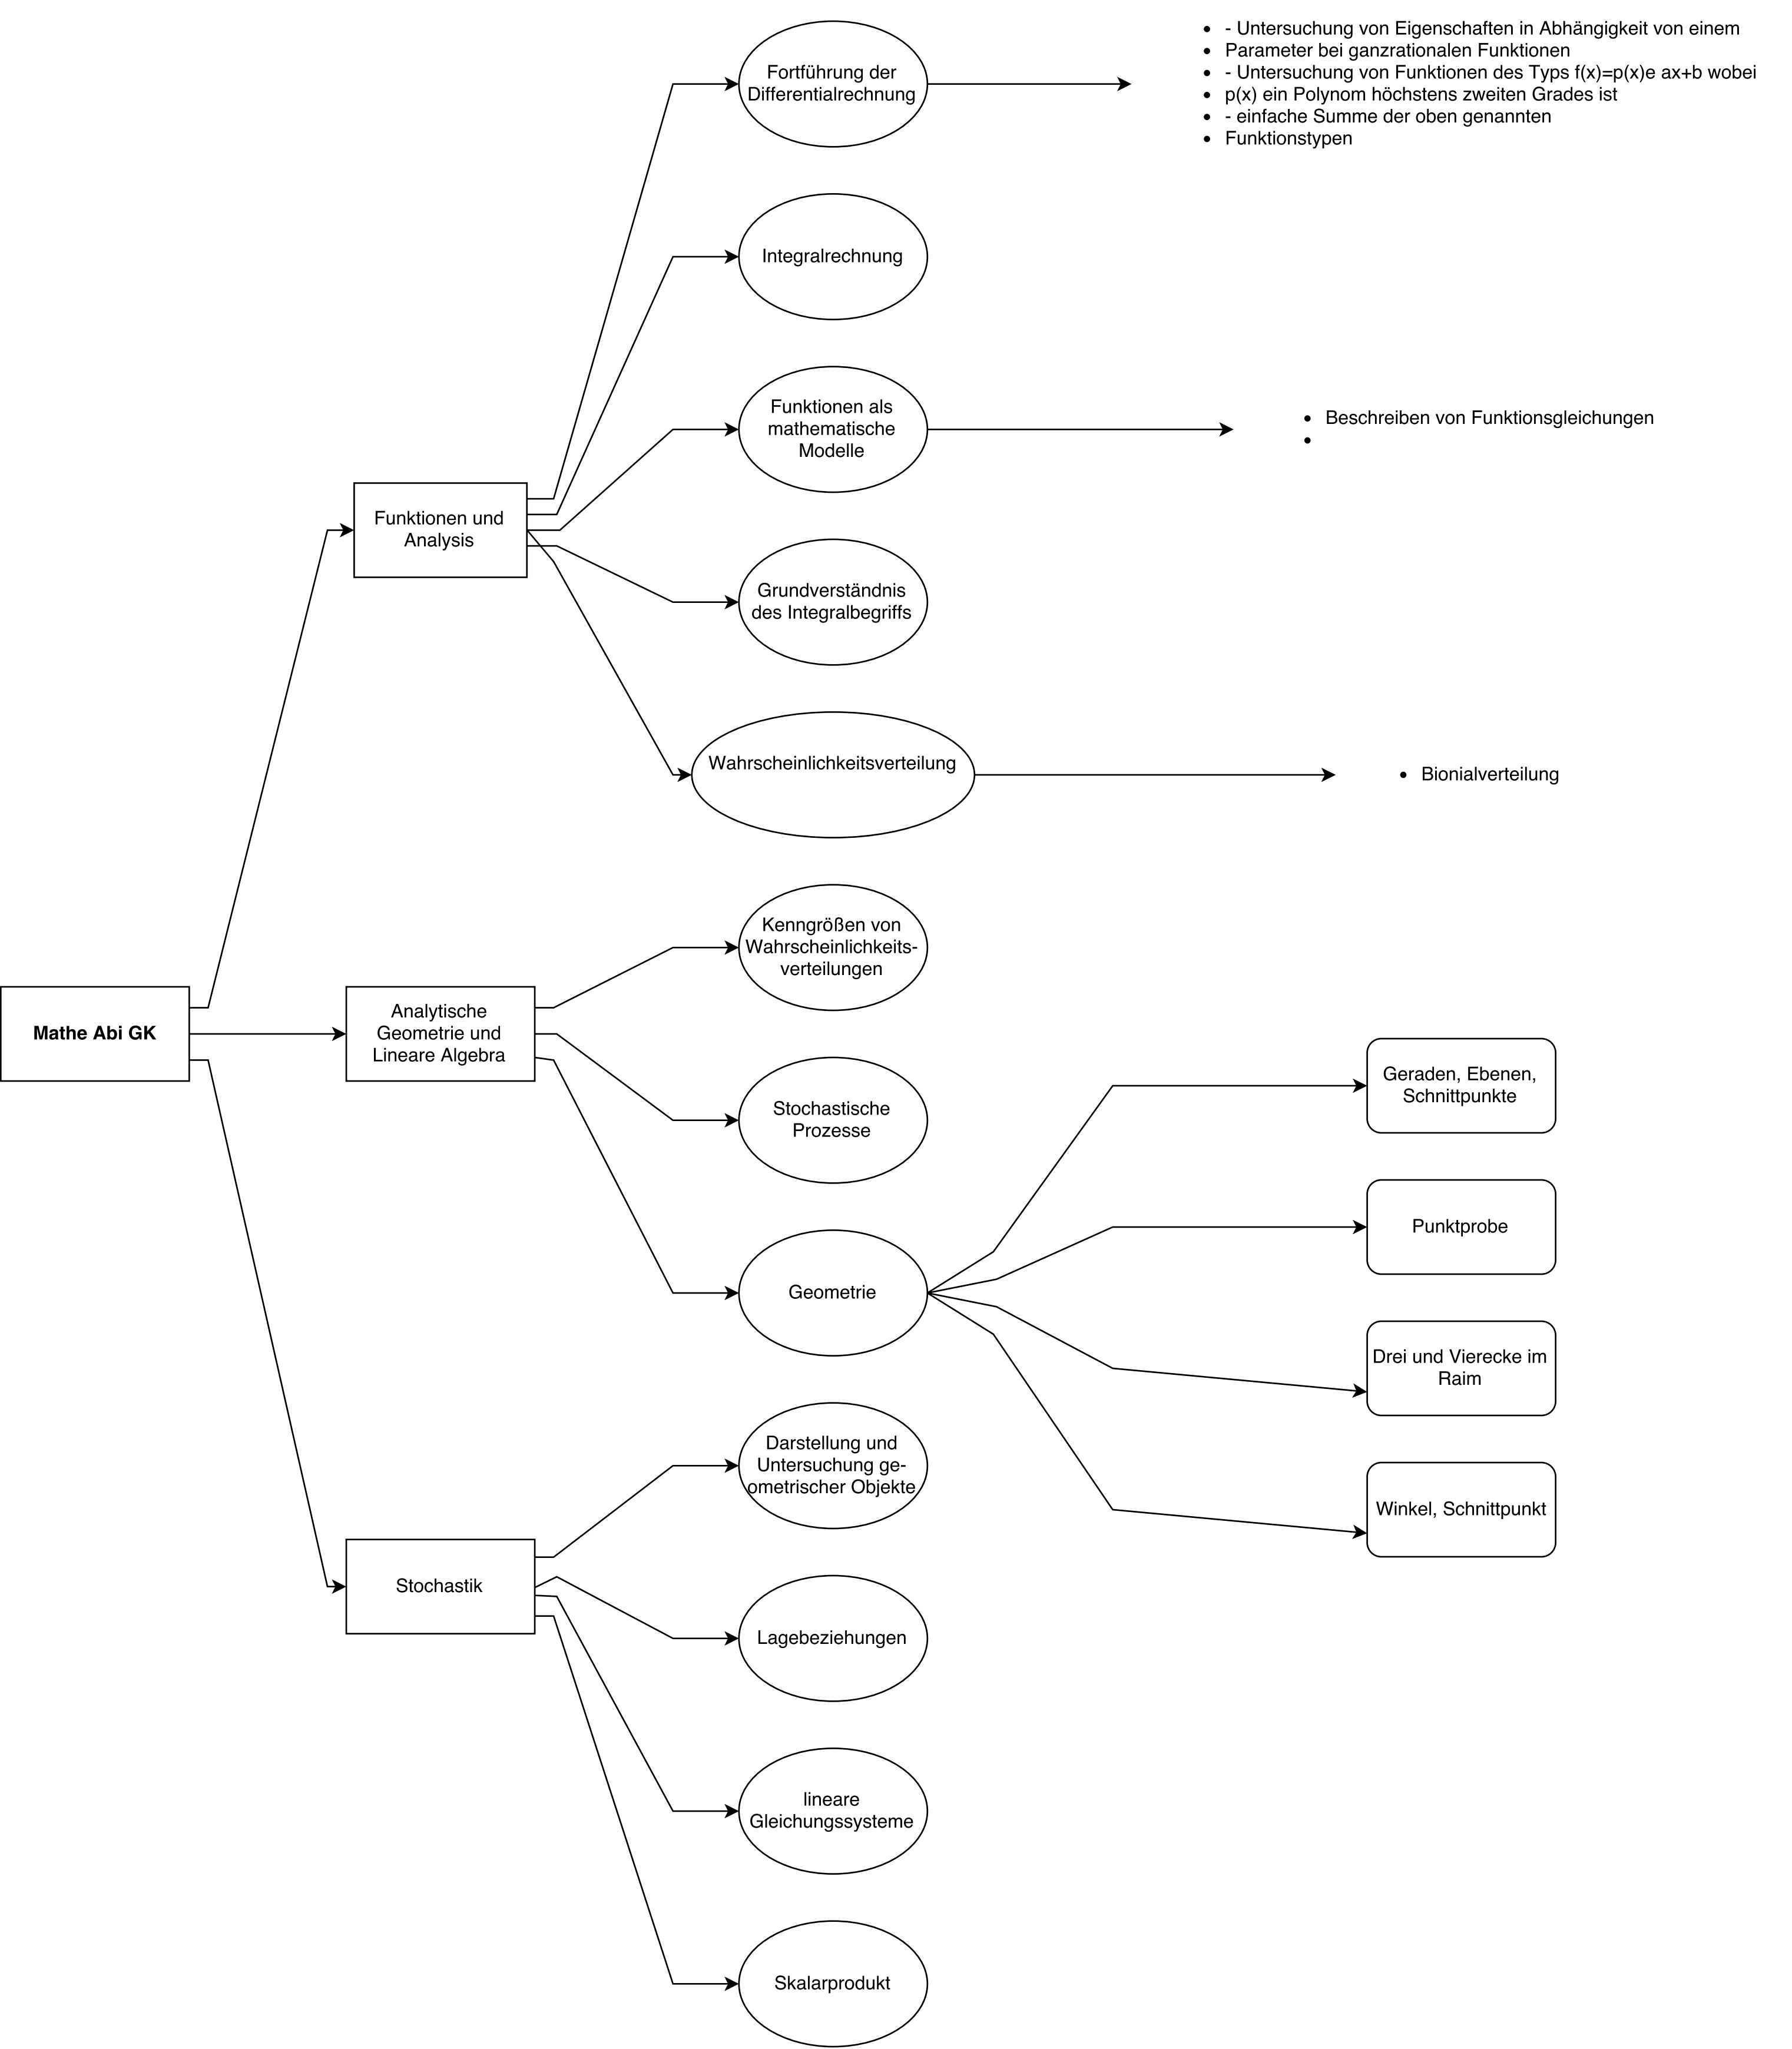 - Untersuchung von Eigenschaften in Abhängigkeit von einem
Parameter bei ganzrationalen Funktionen
- Untersuchung von Funktionen des Typs f(x)=p(x)e ax+b wobei
p(x) ein Polynom höchstens zweiten Grades ist
- einfache Summe der oben genannten
Funktionstypen
Fortführung der
Differentialrechnung
Integralrechnung
Funktionen als
mathematische
Modelle
Beschreiben von Funktionsgleichungen
Funktionen und
Analysis
Grundverständnis
des Integralbegriffs
Wahrscheinlichkeitsverteilung
Bionialverteilung
Kenngrößen von
Wahrscheinlichkeits-
verteilungen
Mathe Abi GK
Analytische
Geometrie und
Lineare Algebra
Stochastische
Prozesse
Geraden, Ebenen,
Schnittpunkte
Punktprobe
Geometrie
Drei und Vierecke im
Raim
Winkel, Schnittpunkt
Darstellung und
Untersuchung ge-
ometrischer Objekte
Stochastik
Lagebeziehungen
lineare
Gleichungssysteme
Skalarprodukt